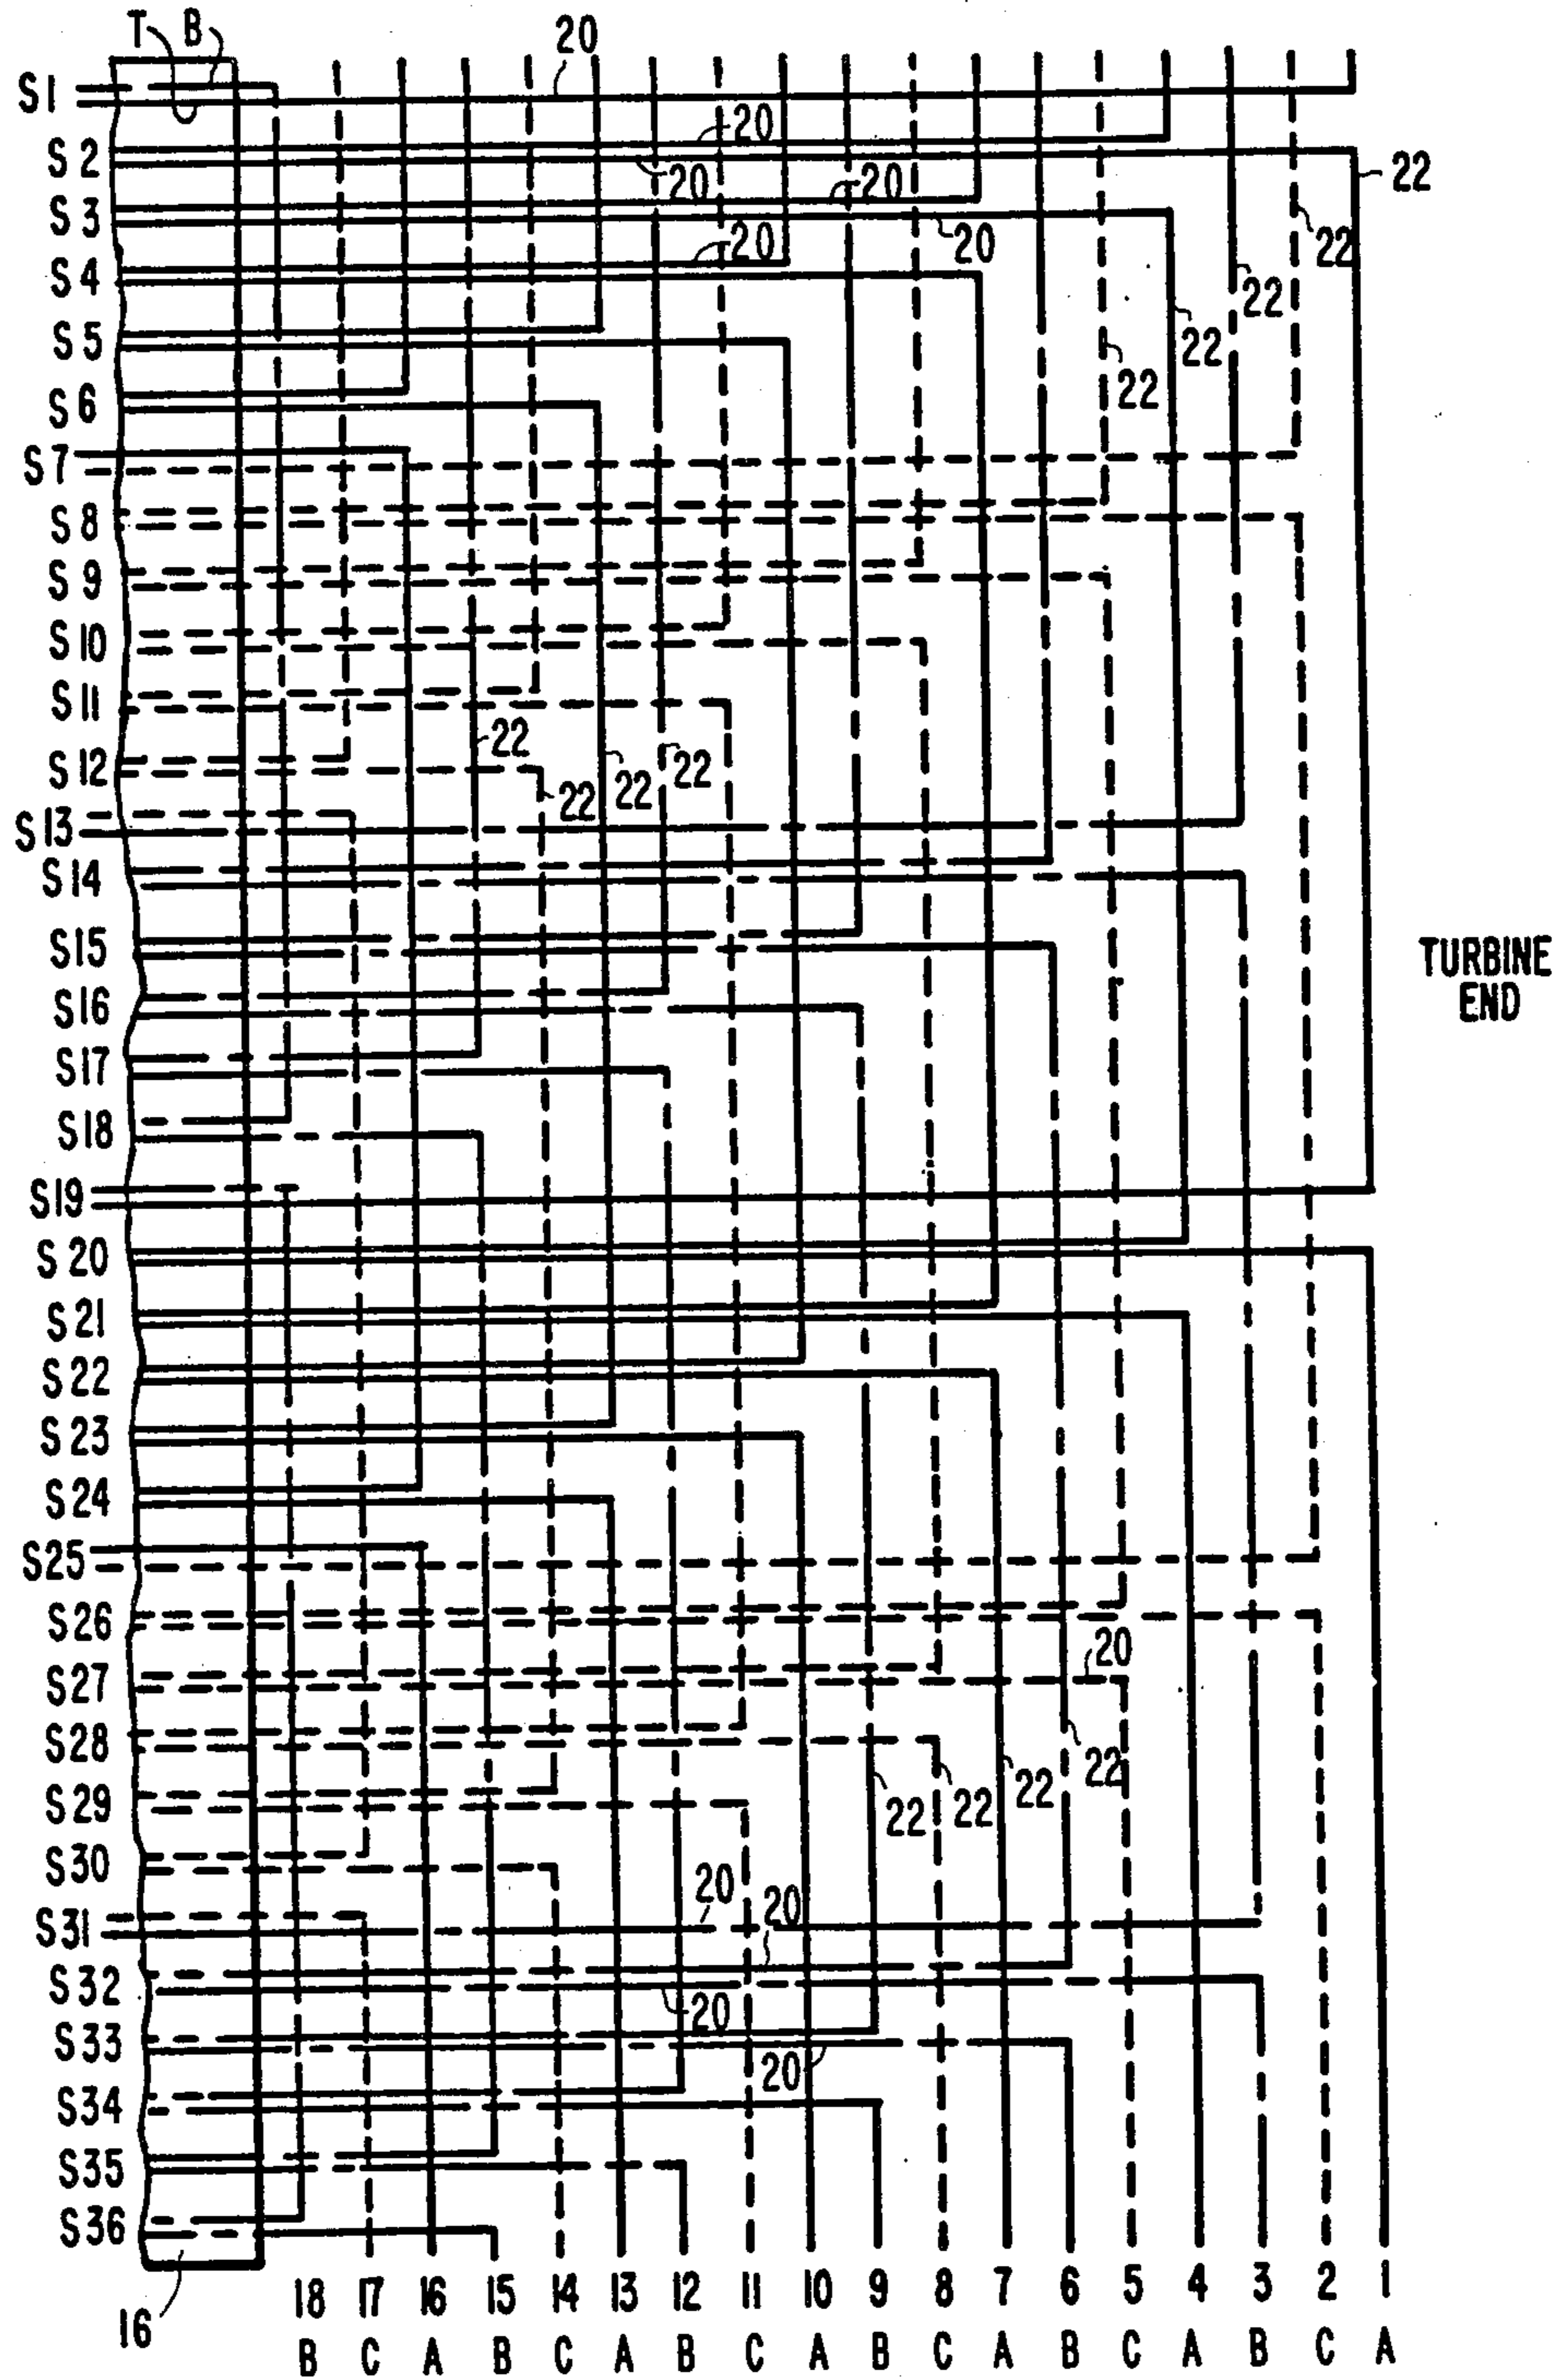 T B 20
S1
20
S2
20 20 22
S3
20 20 22
S4
22
22
S5
22
S6
S7
S8
S9
S10
S11
22
S12
22 22 22
S13
S14
S15
TURBINE
END
S16
S17
S18
S19
S20
S21
S22
S23
S24
S25
S26
20
S27
S28
22
22
S29
22 22
S30
20
20
S31
S32
20
S33
20
S34
S35
S36
16
18 17 16 15 14 13 12 11 10 9 8 7 6 5 4 3 2 1
B C A B C A B C A B C A B C A B C A